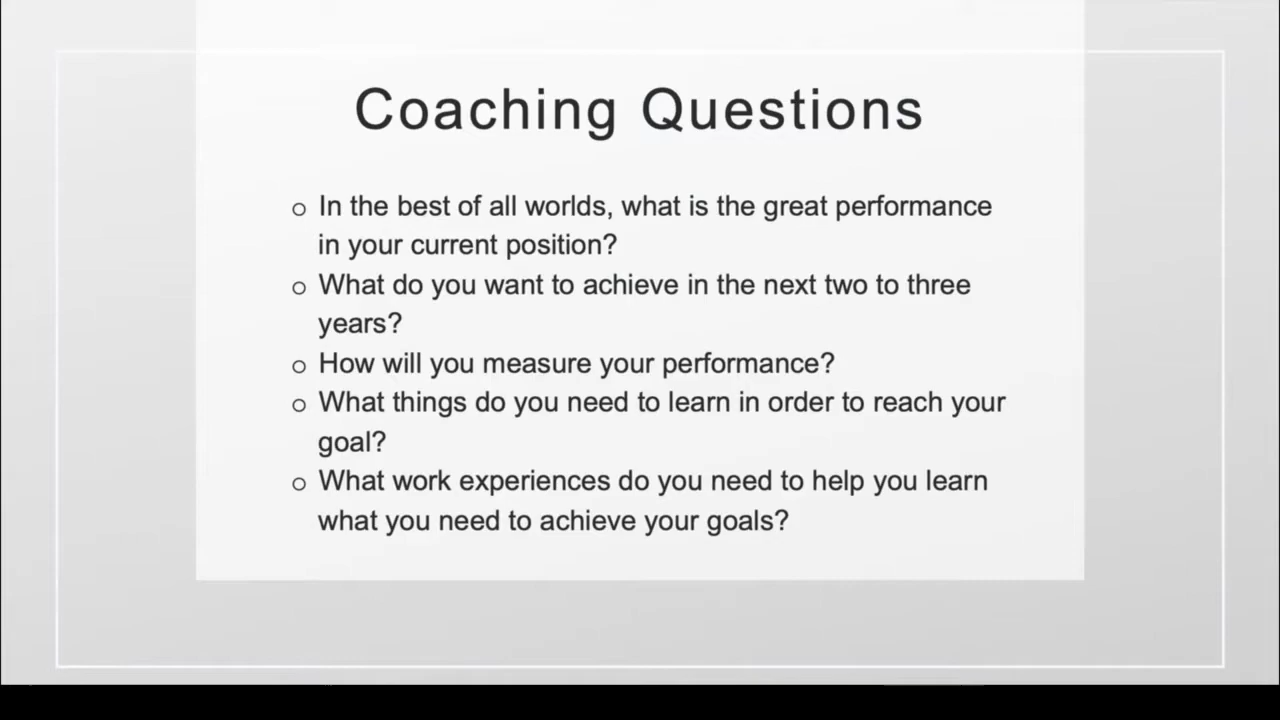 Coaching Questions
o In the best of all worlds, what is the great performance
in your current position?
o What do you want to achieve in the next two to three
years?
o How will you measure your performance?
o What things do you need to learn in order to reach your
goal?
o What work experiences do you need to help you learn
what you need to achieve your goals?